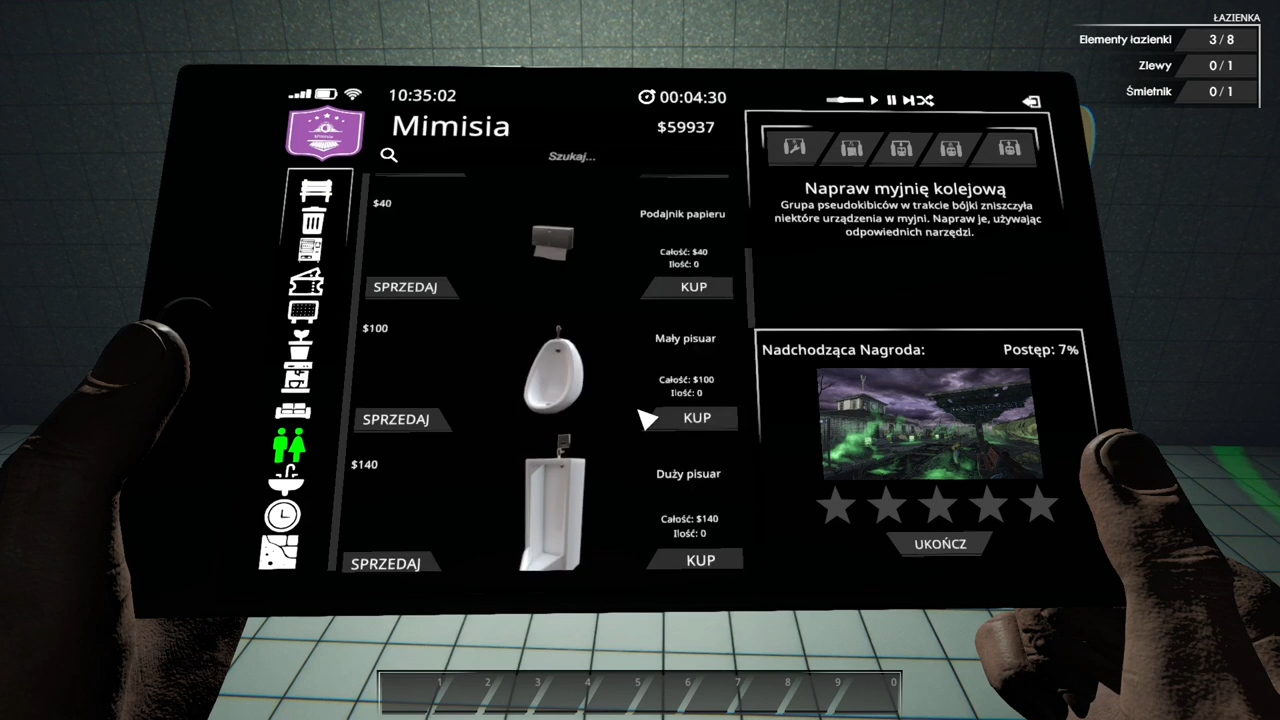 ŁAZIENKA
Elementy łazienki 3 / 8
Zlewy 0 / 1
Śmietnik 0 / 1
10:35:02
00:04:30
Mimisia
Mimisia
$59937
Szukaj...
$40
Podajnik papieru
Całość: $40
Ilość: 0
SPRZEDAJ
KUP
$100
Mały pisuar
Całość: $100
Ilość: 0
SPRZEDAJ
KUP
$140
Duży pisuar
Całość: $140
Ilość: 0
SPRZEDAJ
KUP
Napraw myjnię kolejową
Grupa pseudokibiców w trakcie bójki zniszczyła
niektóre urządzenia w myjni. Napraw je, używając
odpowiednich narzędzi.
Nadchodząca Nagroda: Postęp: 7%
UKOŃCZ
1 2 3 4 5 6 7 8 9 0